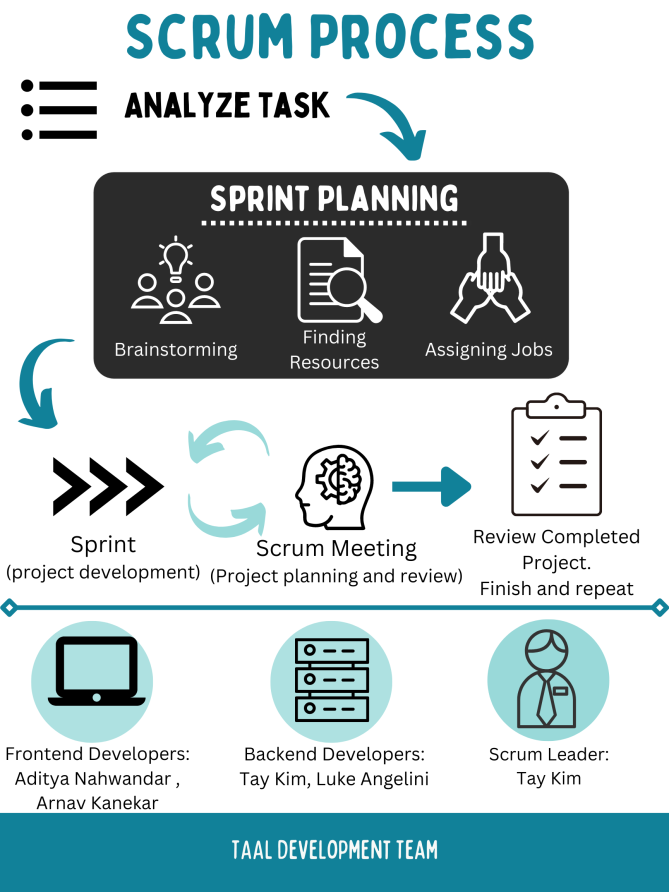 SCRUM PROCESS
ANALYZE TASK
SPRINT PLANNING
Brainstorming
Finding
Resources
Assigning Jobs
Sprint
(project development)
Scrum Meeting
(Project planning and review)
Review Completed
Project.
Finish and repeat
Frontend Developers:
Aditya Nahwandar ,
Arnav Kanekar
Backend Developers:
Tay Kim, Luke Angelini
Scrum Leader:
Tay Kim
TAAL DEVELOPMENT TEAM